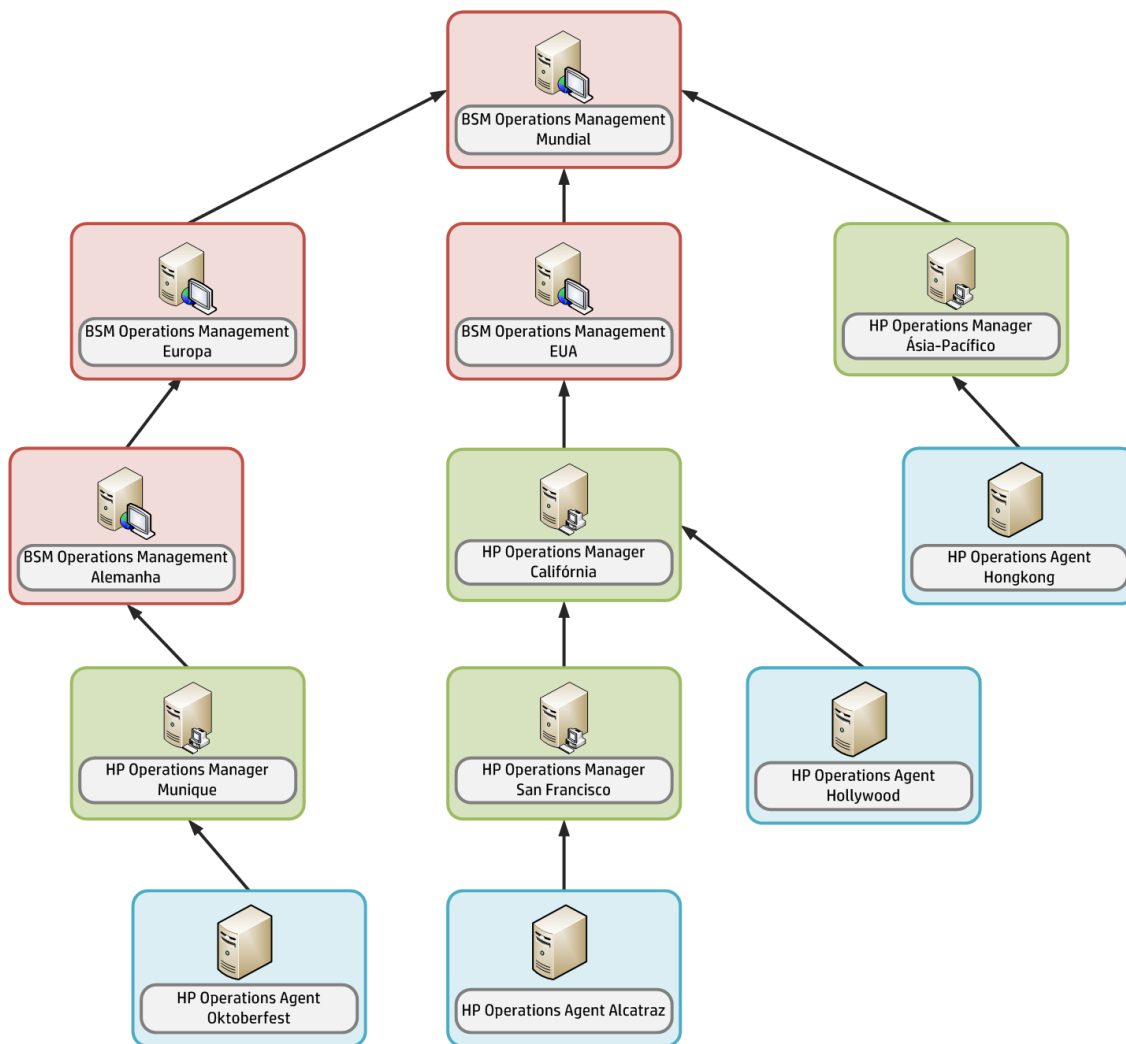 BSM Operations Management
Mundial
BSM Operations Management
Europa
BSM Operations Management
EUA
HP Operations Manager
Ásia-Pacífico
BSM Operations Management
Alemanha
HP Operations Manager
Califórnia
HP Operations Agent
Hongkong
HP Operations Manager
Munique
HP Operations Manager
San Francisco
HP Operations Agent
Hollywood
HP Operations Agent
Oktoberfest
HP Operations Agent Alcatraz